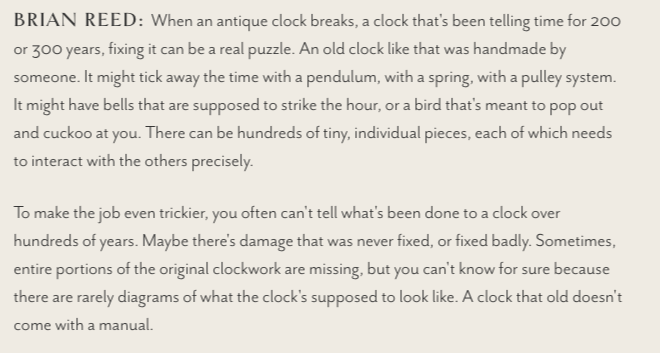 BRIAN REED: When an antique clock breaks, a clock that's been telling time for 200
or 300 years, fixing it can be a real puzzle. An old clock like that was handmade by
someone. It might tick away the time with a pendulum, with a spring, with a pulley system.
It might have bells that are supposed to strike the hour, or a bird that's meant to pop out
and cuckoo at you. There can be hundreds of tiny, individual pieces, each of which needs
to interact with the others precisely.
To make the job even trickier, you often can't tell what's been done to a clock over
hundreds of years. Maybe there's damage that was never fixed, or fixed badly. Sometimes,
entire portions of the original clockwork are missing, but you can't know for sure because
there are rarely diagrams of what the clock's supposed to look like. A clock that old doesn't
come with a manual.